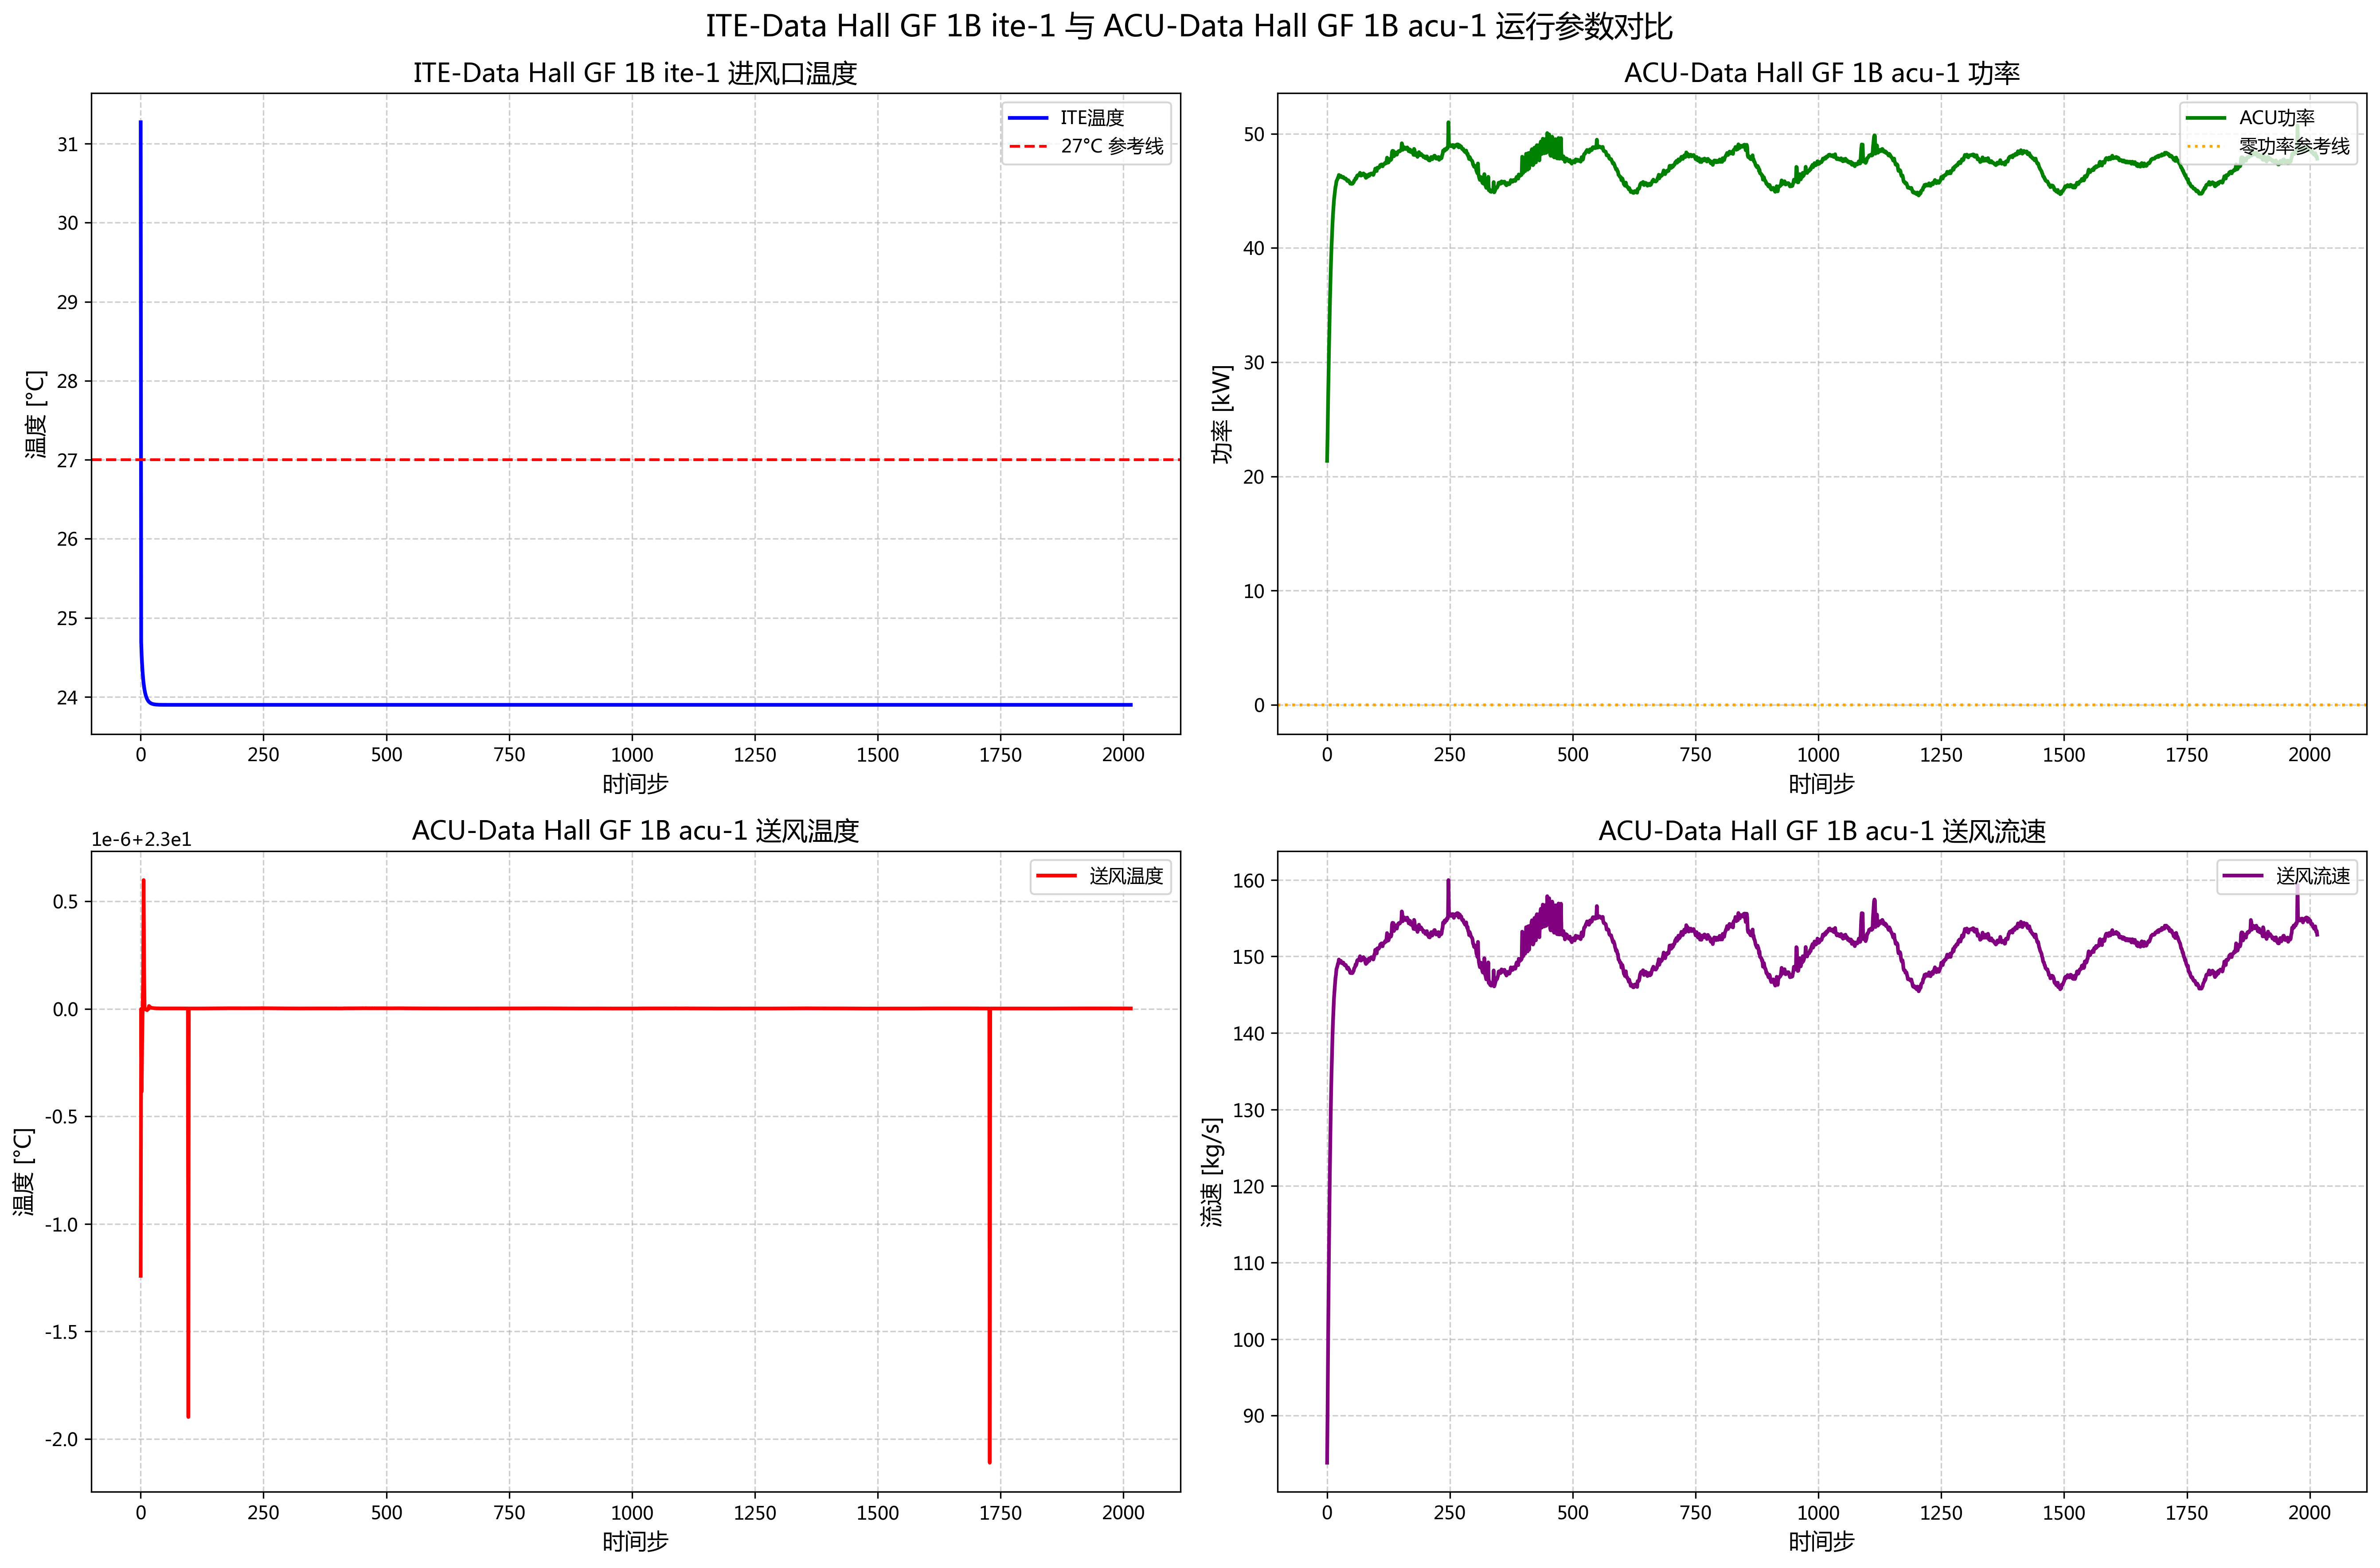 ITE-Data Hall GF 1B ite-1 与 ACU-Data Hall GF 1B acu-1 运行参数对比
ITE-Data Hall GF 1B ite-1 进风口温度
ITE温度
27°C 参考线
温度 [°C]
31
30
29
28
27
26
25
24
0 250 500 750 1000 1250 1500 1750 2000
时间步
ACU-Data Hall GF 1B acu-1 功率
ACU功率
零功率参考线
功率 [kW]
50
40
30
20
10
0
0 250 500 750 1000 1250 1500 1750 2000
时间步
ACU-Data Hall GF 1B acu-1 送风温度
1e-6+2.3e1
送风温度
温度 [°C]
0.5
0.0
-0.5
-1.0
-1.5
-2.0
0 250 500 750 1000 1250 1500 1750 2000
时间步
ACU-Data Hall GF 1B acu-1 送风流速
送风流速
流速 [kg/s]
160
150
140
130
120
110
100
90
0 250 500 750 1000 1250 1500 1750 2000
时间步